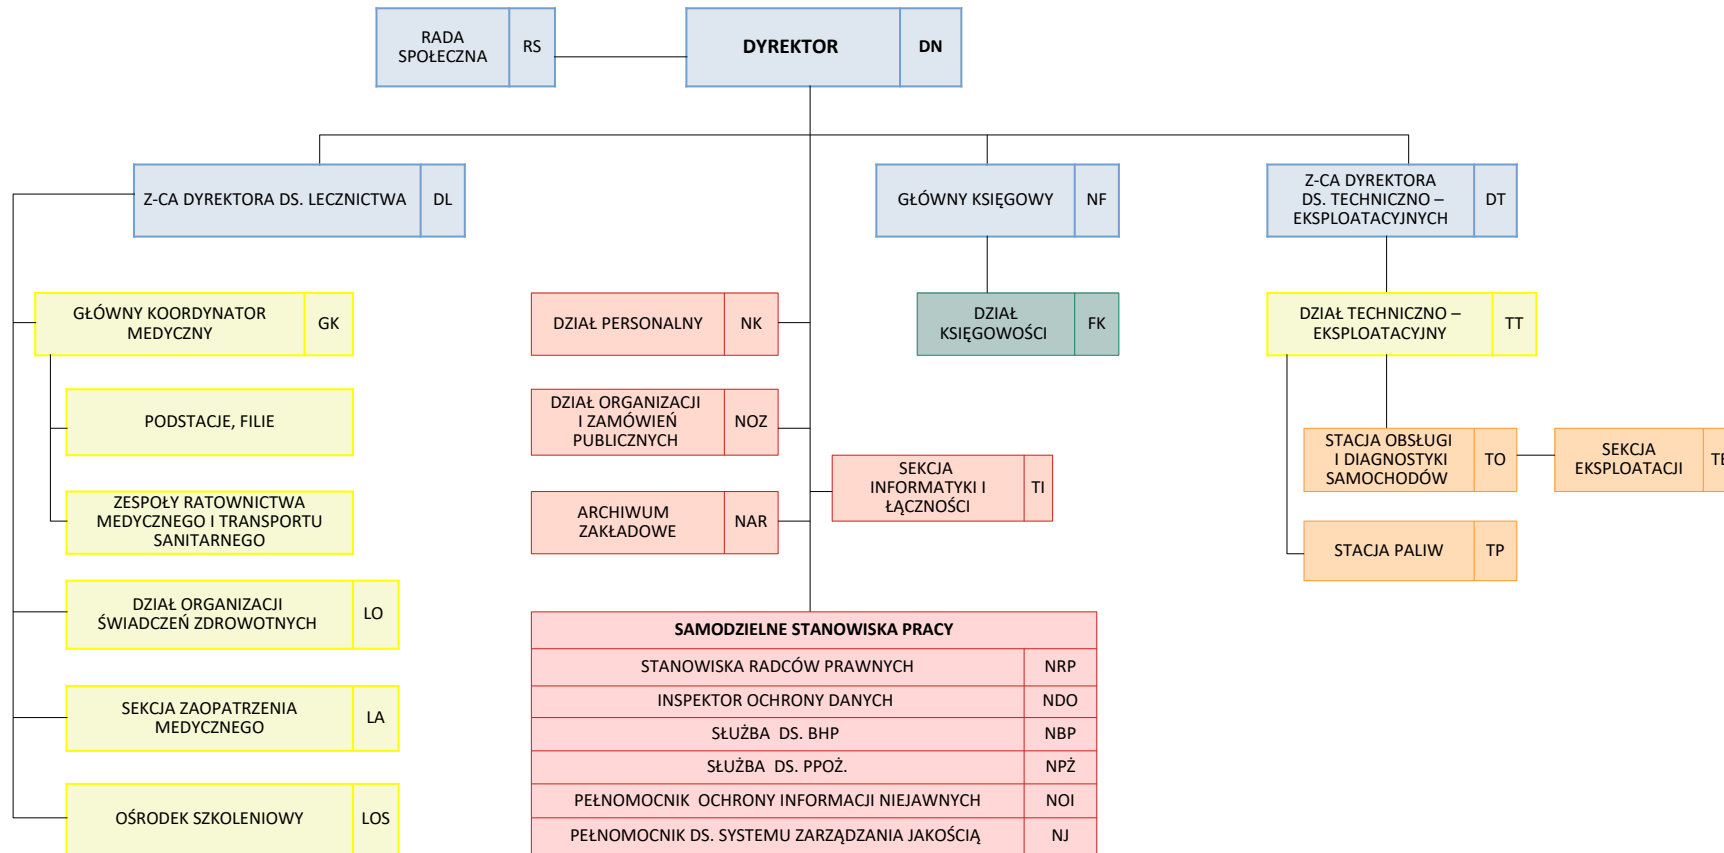 RADA
SPOŁECZNA
RS
DYREKTOR
DN
Z-CA DYREKTORA DS. LECZNICTWA
DL
GŁÓWNY KSIĘGOWY
NF
Z-CA DYREKTORA
DS. TECHNICZNO –
EKSPLOATACYJNYCH
DT
GŁÓWNY KOORDYNATOR
MEDYCZNY
GK
DZIAŁ PERSONALNY
NK
DZIAŁ
KSIĘGOWOŚCI
FK
DZIAŁ TECHNICZNO –
EKSPLOATACYJNY
TT
PODSTACJE, FILIE
DZIAŁ ORGANIZACJI
I ZAMÓWIEŃ
PUBLICZNYCH
NOZ
STACJA OBSŁUGI
I DIAGNOSTYKI
SAMOCHODÓW
TO
SEKCJA
EKSPLOATACJI
SEKCJA
INFORMATYKI I
ŁĄCZNOŚCI
TI
ZESPOŁY RATOWNICTWA
MEDYCZNEGO I TRANSPORTU
SANITARNEGO
ARCHIWUM
ZAKŁADOWE
NAR
STACJA PALIW
TP
DZIAŁ ORGANIZACJI
ŚWIADCZEŃ ZDROWOTNYCH
LO
SAMODZIELNE STANOWISKA PRACY
STANOWISKA RADCÓW PRAWNYCH NRP
INSPEKTOR OCHRONY DANYCH NDO
SŁUŻBA DS. BHP NBP
SŁUŻBA DS. PPOŻ. NPŻ
PEŁNOMOCNIK OCHRONY INFORMACJI NIEJAWNYCH NOI
PEŁNOMOCNIK DS. SYSTEMU ZARZĄDZANIA JAKOŚCIĄ NJ
SEKCJA ZAOPATRZENIA
MEDYCZNEGO
LA
OŚRODEK SZKOLENIOWY
LOS